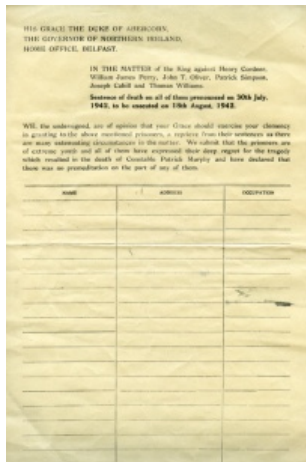 HIS GRACE THE DUKE OF ABERCORN,
THE GOVERNOR OF NORTHERN IRELAND,
HOME OFFICE, BELFAST.
IN THE MATTER of the King against Henry Cordner,
William James Perry, John T. Oliver, Patrick Simpson,
Joseph Cahill and Thomas Williams.
Sentence of death on all of them pronounced on 30th July,
1942, to be executed on 18th August, 1942.
WE, the undersigned, are of opinion that your Grace should exercise your clemency
in granting to the above mentioned prisoners, a reprieve from their sentences as there
are many extenuating circumstances in the matter. We submit that the prisoners are
of extreme youth and all of them have expressed their deep regret for the tragedy
which resulted in the death of Constable Patrick Murphy and have declared that
there was no premeditation on the part of any of them.
NAME ADDRESS OCCUPATION